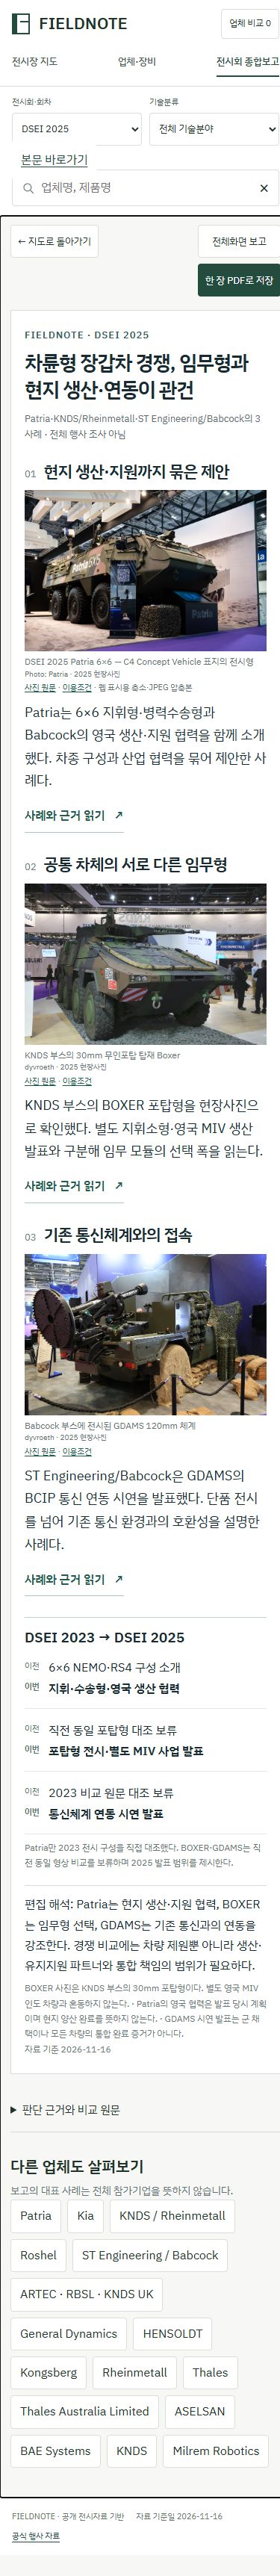 FIELDNOTE
업체 비교 0
전시장 지도
업체·장비
전시회 종합보고
전시회·회차
기술분류
DSEI 2025
전체 기술분야
본문 바로가기
업체명, 제품명
← 지도로 돌아가기
전체화면 보고
한 장 PDF로 저장
FIELDNOTE · DSEI 2025
차륜형 장갑차 경쟁, 임무형과
현지 생산·연동이 관건
Patria·KNDS/Rheinmetall·ST Engineering/Babcock의 3
사례 · 전체 행사 조사 아님
01 현지 생산·지원까지 묶은 제안
DSEI 2025 Patria 6×6 — C4 Concept Vehicle 표지의 전시형
Photo: Patria · 2025 현장사진
사진 원문 · 이용조건 · 웹 표시용 축소·JPEG 압축본
Patria는 6×6 지휘형·병력수송형과
Babcock의 영국 생산·지원 협력을 함께 소개
했다. 차종 구성과 산업 협력을 묶어 제안한 사
례다.
사례와 근거 읽기 ↗
02 공통 차체의 서로 다른 임무형
KNDS 부스의 30mm 무인포탑 탑재 Boxer
dyvroeth · 2025 현장사진
사진 원문 · 이용조건
KNDS 부스의 BOXER 포탑형을 현장사진으
로 확인했다. 별도 지휘소형·영국 MIV 생산
발표와 구분해 임무 모듈의 선택 폭을 읽는다.
사례와 근거 읽기 ↗
03 기존 통신체계와의 접속
Babcock 부스에 전시된 GDAMS 120mm 체계
dyvroeth · 2025 현장사진
사진 원문 · 이용조건
ST Engineering/Babcock은 GDAMS의
BCIP 통신 연동 시연을 발표했다. 단품 전시
를 넘어 기존 통신 환경과의 호환성을 설명한
사례다.
사례와 근거 읽기 ↗
DSEI 2023 → DSEI 2025
이전 6×6 NEMO·RS4 구성 소개
이번 지휘·수송형·영국 생산 협력
이전 직전 동일 포탑형 대조 보류
이번 포탑형 전시·별도 MIV 사업 발표
이전 2023 비교 원문 대조 보류
이번 통신체계 연동 시연 발표
Patria만 2023 전시 구성을 직접 대조했다. BOXER·GDAMS는 직
전 동일 형상 비교를 보류하며 2025 발표 범위를 제시한다.
편집 해석: Patria는 현지 생산·지원 협력, BOXER
는 임무형 선택, GDAMS는 기존 통신과의 연동을
강조한다. 경쟁 비교에는 차량 제원뿐 아니라 생산·
유지지원 파트너와 통합 책임의 범위가 필요하다.
BOXER 사진은 KNDS 부스의 30mm 포탑형이다. 별도 영국 MIV
인도 차량과 혼동하지 않는다. · Patria의 영국 협력은 발표 당시 계획
이며 현지 양산 완료를 뜻하지 않는다. · GDAMS 시연 발표는 군 채
택이나 모든 차량의 통합 완료 증거가 아니다.
자료 기준 2026-11-16
▶ 판단 근거와 비교 원문
다른 업체도 살펴보기
보고의 대표 사례는 전체 참가기업을 뜻하지 않습니다.
Patria
Kia
KNDS / Rheinmetall
Roshel
ST Engineering / Babcock
ARTEC · RBSL · KNDS UK
General Dynamics
HENSOLDT
Kongsberg
Rheinmetall
Thales
Thales Australia Limited
ASELSAN
BAE Systems
KNDS
Milrem Robotics
FIELDNOTE · 공개 전시자료 기반
자료 기준일 2026-11-16
공식 행사 자료